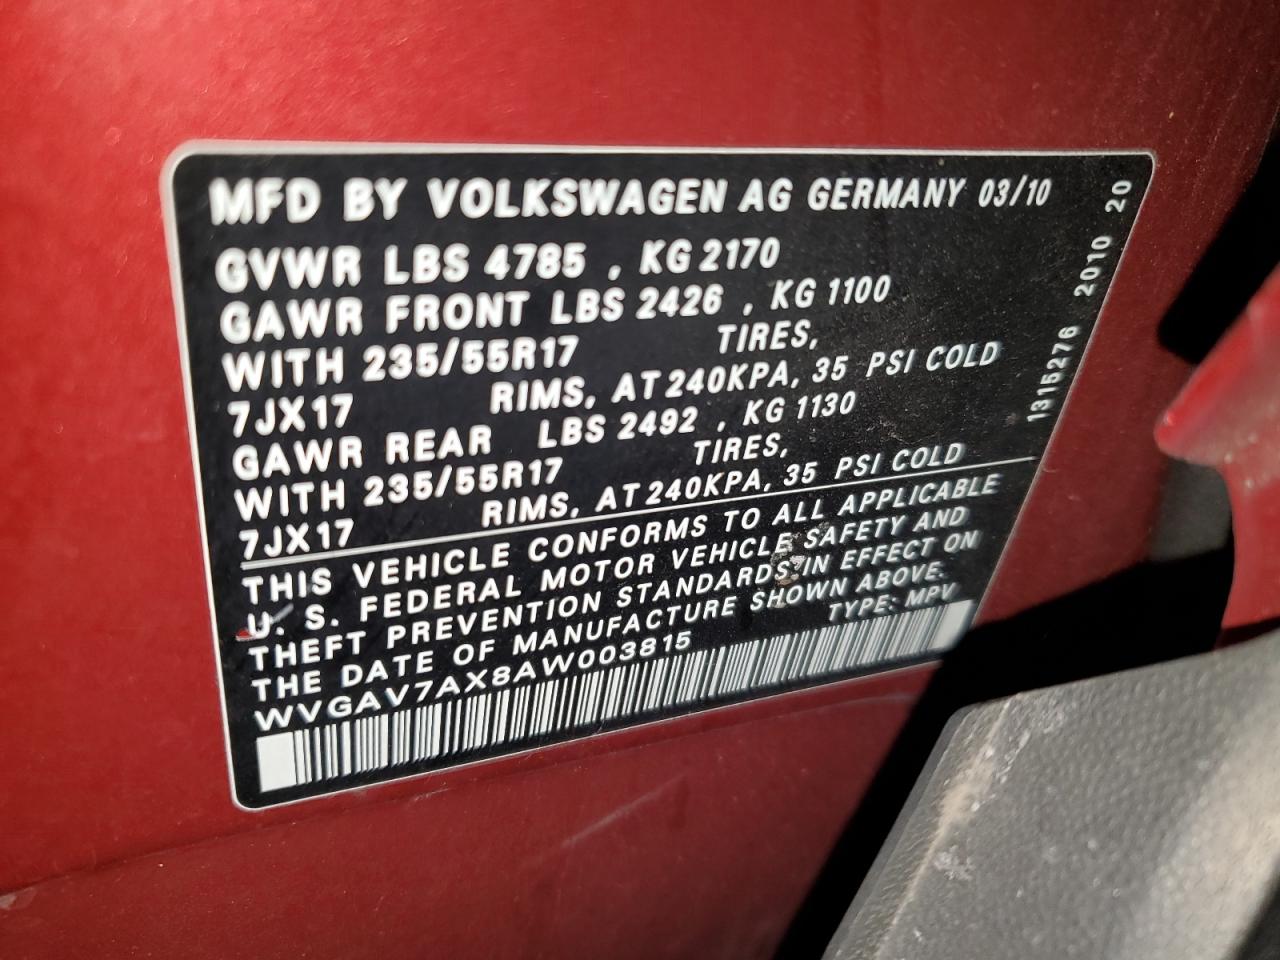 MFD BY VOLKSWAGEN AG GERMANY 03/10
GVWR LBS 4785 , KG 2170
GAWR FRONT LBS 2426 , KG 1100
WITH 235/55R17 TIRES,
7JX17 RIMS, AT 240KPA, 35 PSI COLD
GAWR REAR LBS 2492 , KG 1130
WITH 235/55R17 TIRES,
7JX17 RIMS, AT 240KPA, 35 PSI COLD
THIS VEHICLE CONFORMS TO ALL APPLICABLE
U. S. FEDERAL MOTOR VEHICLE SAFETY AND
THEFT PREVENTION STANDARDS IN EFFECT ON
THE DATE OF MANUFACTURE SHOWN ABOVE.
WVGAV7AX8AW003815 TYPE: MPV
1315276 2010 20